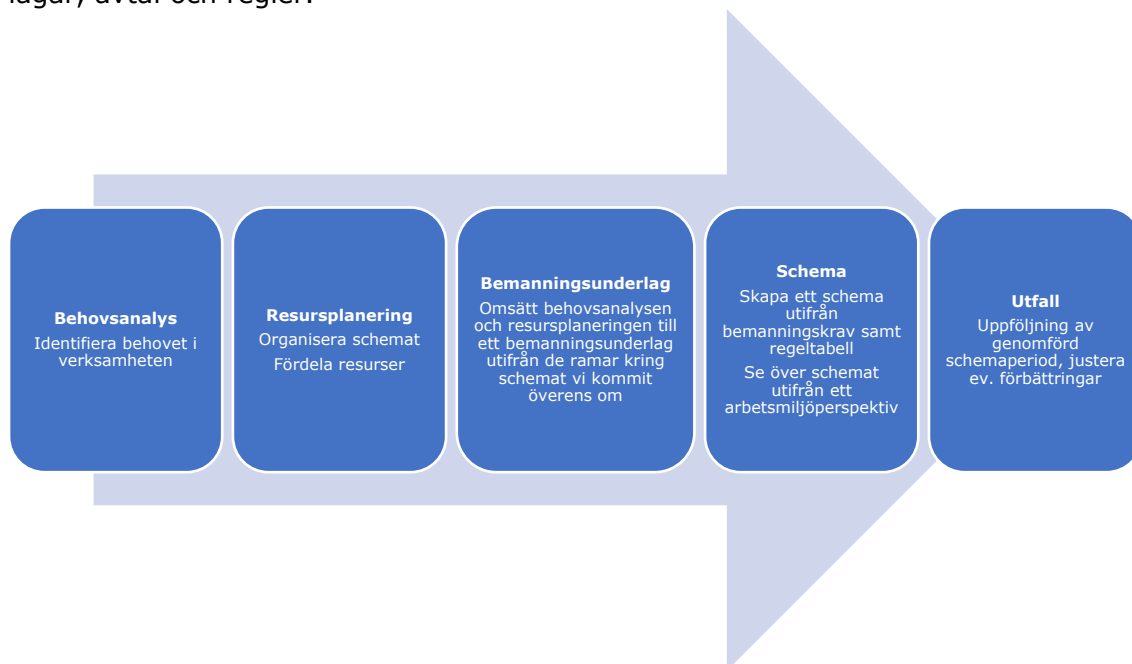 lagar, avtal och regler.
Behovsanalys
Identifiera behovet i
verksamheten
Resursplanering
Organisera schemat
Fördela resurser
Bemanningsunderlag
Omsätt behovsanalysen
och resursplaneringen till
ett bemanningsunderlag
utifrån de ramar kring
schemat vi kommit
överens om
Schema
Skapa ett schema
utifrån
bemanningskrav samt
regeltabell
Se över schemat
utifrån ett
arbetsmiljöperspektiv
Utfall
Uppföljning av
genomförd
schemaperiod, justera
ev. förbättringar